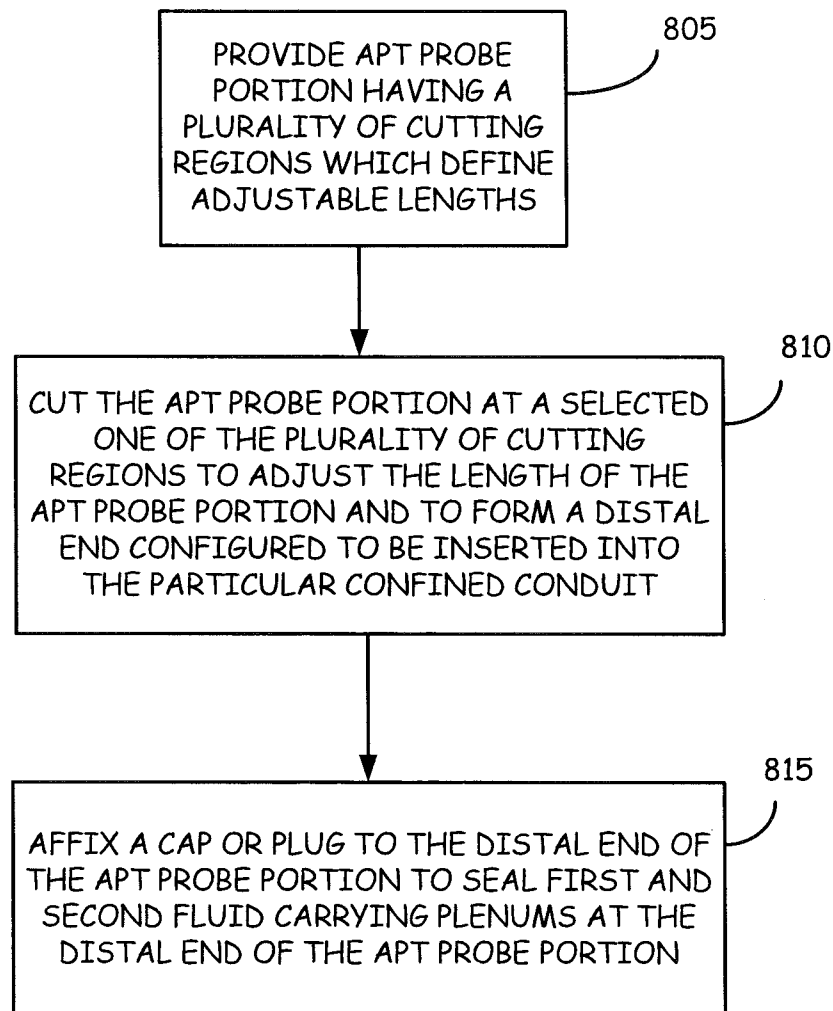 805
PROVIDE APT PROBE
PORTION HAVING A
PLURALITY OF CUTTING
REGIONS WHICH DEFINE
ADJUSTABLE LENGTHS
810
CUT THE APT PROBE PORTION AT A SELECTED
ONE OF THE PLURALITY OF CUTTING
REGIONS TO ADJUST THE LENGTH OF THE
APT PROBE PORTION AND TO FORM A DISTAL
END CONFIGURED TO BE INSERTED INTO
THE PARTICULAR CONFINED CONDUIT
815
AFFIX A CAP OR PLUG TO THE DISTAL END OF
THE APT PROBE PORTION TO SEAL FIRST AND
SECOND FLUID CARRYING PLENUMS AT THE
DISTAL END OF THE APT PROBE PORTION